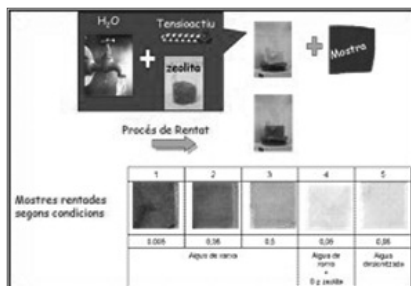 H₂O
Tensioactiu
zeolita
Mostra
Procés de Rentat
Mostres rentades
segons condicions
1 2 3 4 5
0,005 0,05 0,5 0,05 0,05
Aigua de xarxa
Aigua
de xarxa
+
0 g zeolita
Aigua
desionitzada